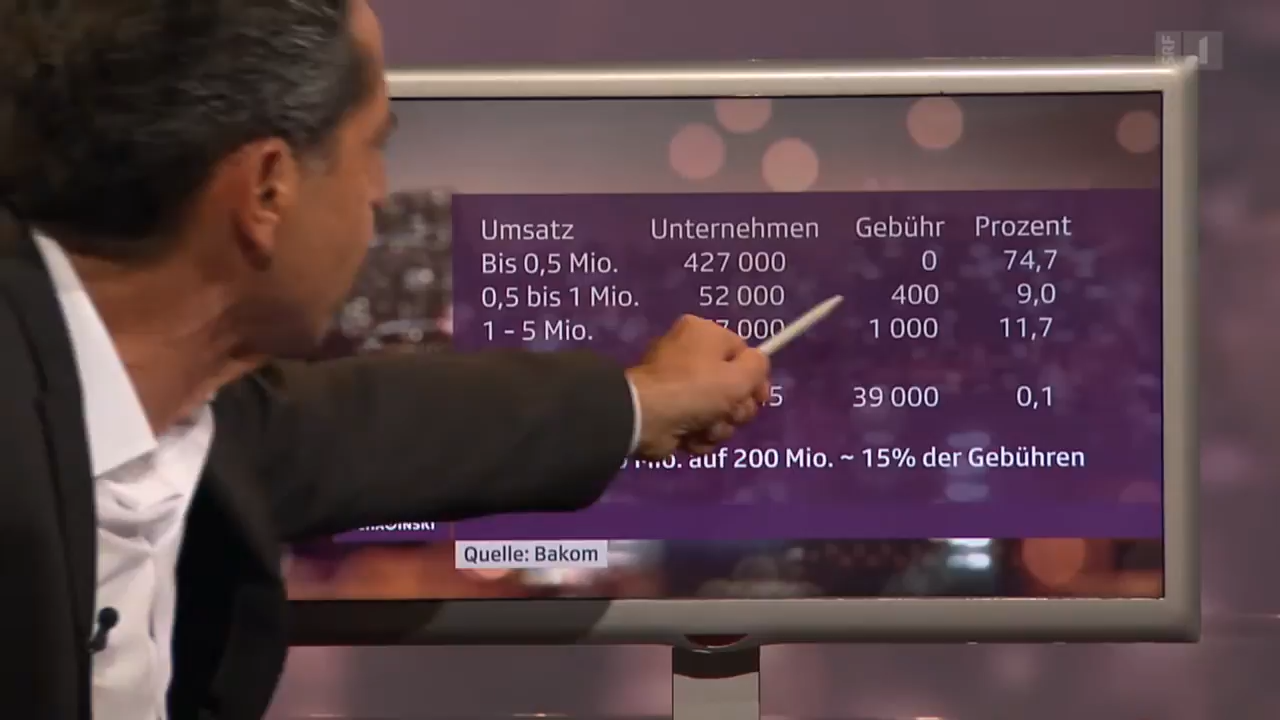 SRF 1
Umsatz Unternehmen Gebühr Prozent
Bis 0,5 Mio. 427 000 0 74,7
0,5 bis 1 Mio. 52 000 400 9,0
1 - 5 Mio. 000 1 000 11,7
39 000 0,1
auf 200 Mio. ~ 15% der Gebühren
Quelle: Bakom